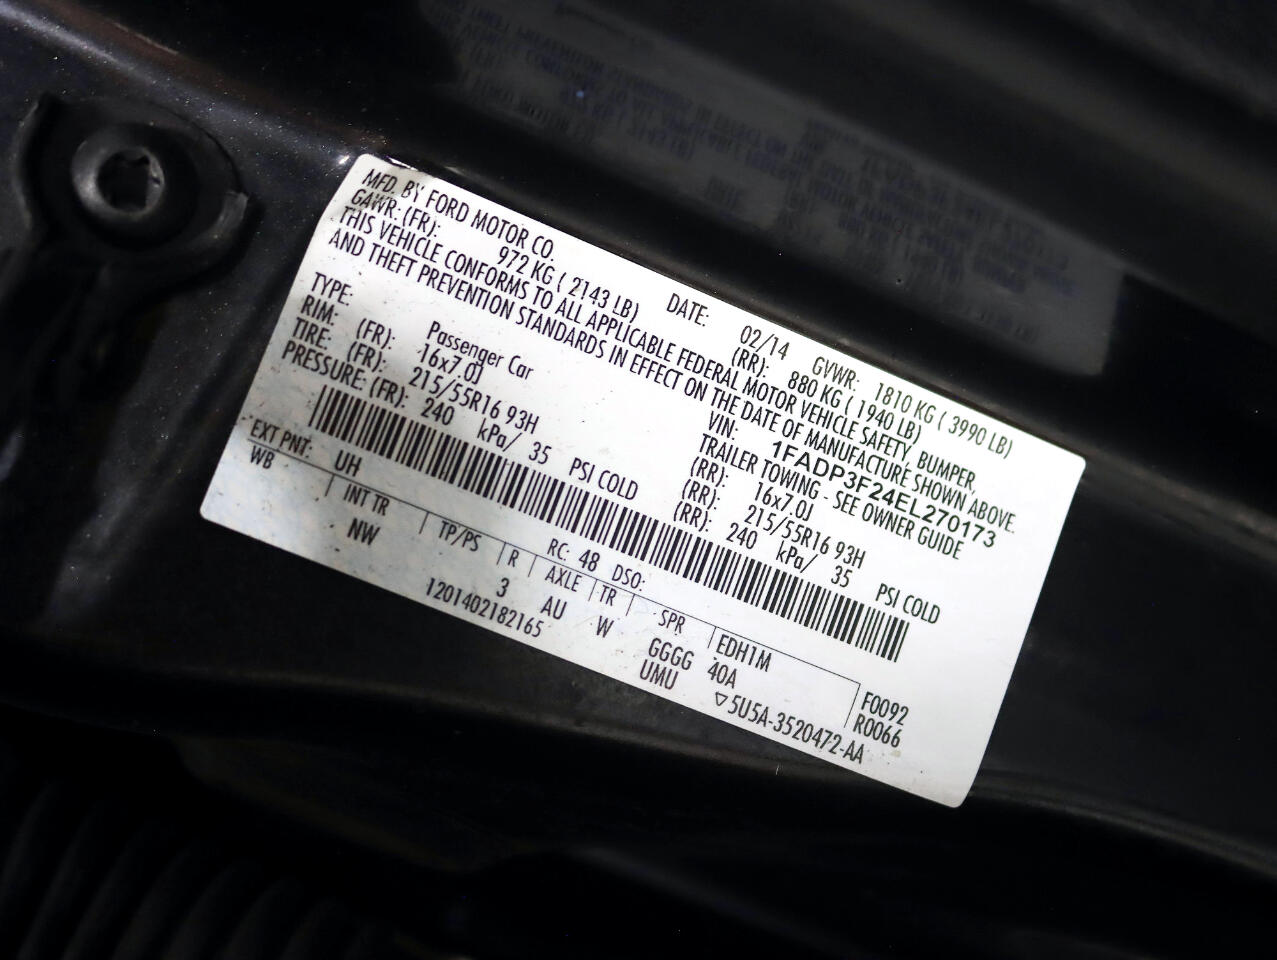 MFD. BY FORD MOTOR CO. DATE: 02/14 GVWR: 1810 KG ( 3990 LB)
GAWR:(FR): 972 KG ( 2143 LB) (RR): 880 KG ( 1940 LB)
THIS VEHICLE CONFORMS TO ALL APPLICABLE FEDERAL MOTOR VEHICLE SAFETY, BUMPER,
AND THEFT PREVENTION STANDARDS IN EFFECT ON THE DATE OF MANUFACTURE SHOWN ABOVE.
VIN: 1FADP3F24EL270173
TYPE: Passenger Car TRAILER TOWING - SEE OWNER GUIDE
RIM: (FR): 16x7.0J (RR): 16x7.0J
TIRE: (FR): 215/55R16 93H (RR): 215/55R16 93H
PRESSURE: (FR): 240 kPa/ 35 PSI COLD (RR): 240 kPa/ 35 PSI COLD
EXT PNT: UH RC: 48 DSO:
WB INT TR TP/PS R AXLE TR SPR EDH1M F0092
NW 3 AU W GGGG 40A R0066
1201402182165 UMU ▽5U5A-3520472-AA